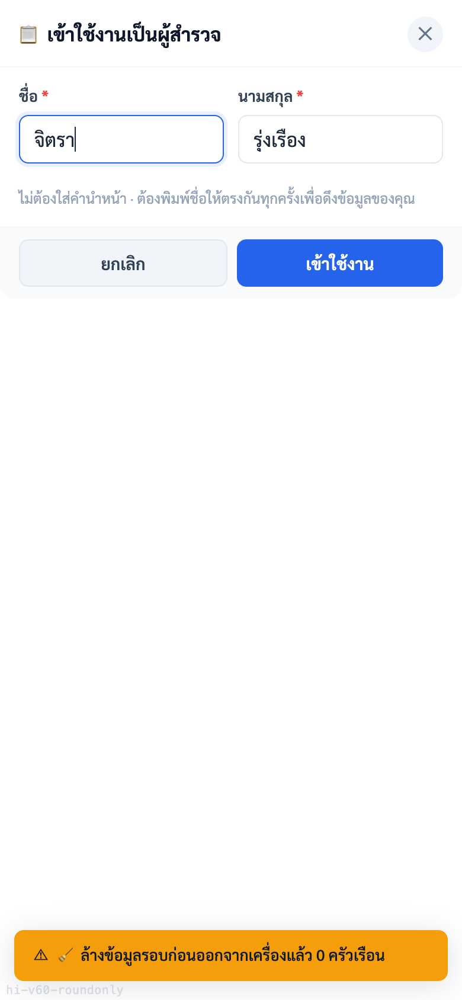 เข้าใช้งานเป็นผู้สำรวจ
ชื่อ * นามสกุล *
จิตรา รุ่งเรือง
ไม่ต้องใส่คำนำหน้า · ต้องพิมพ์ชื่อให้ตรงกันทุกครั้งเพื่อดึงข้อมูลของคุณ
ยกเลิก เข้าใช้งาน
ล้างข้อมูลรอบก่อนออกจากเครื่องแล้ว 0 ครัวเรือน
hi-v60-roundonly